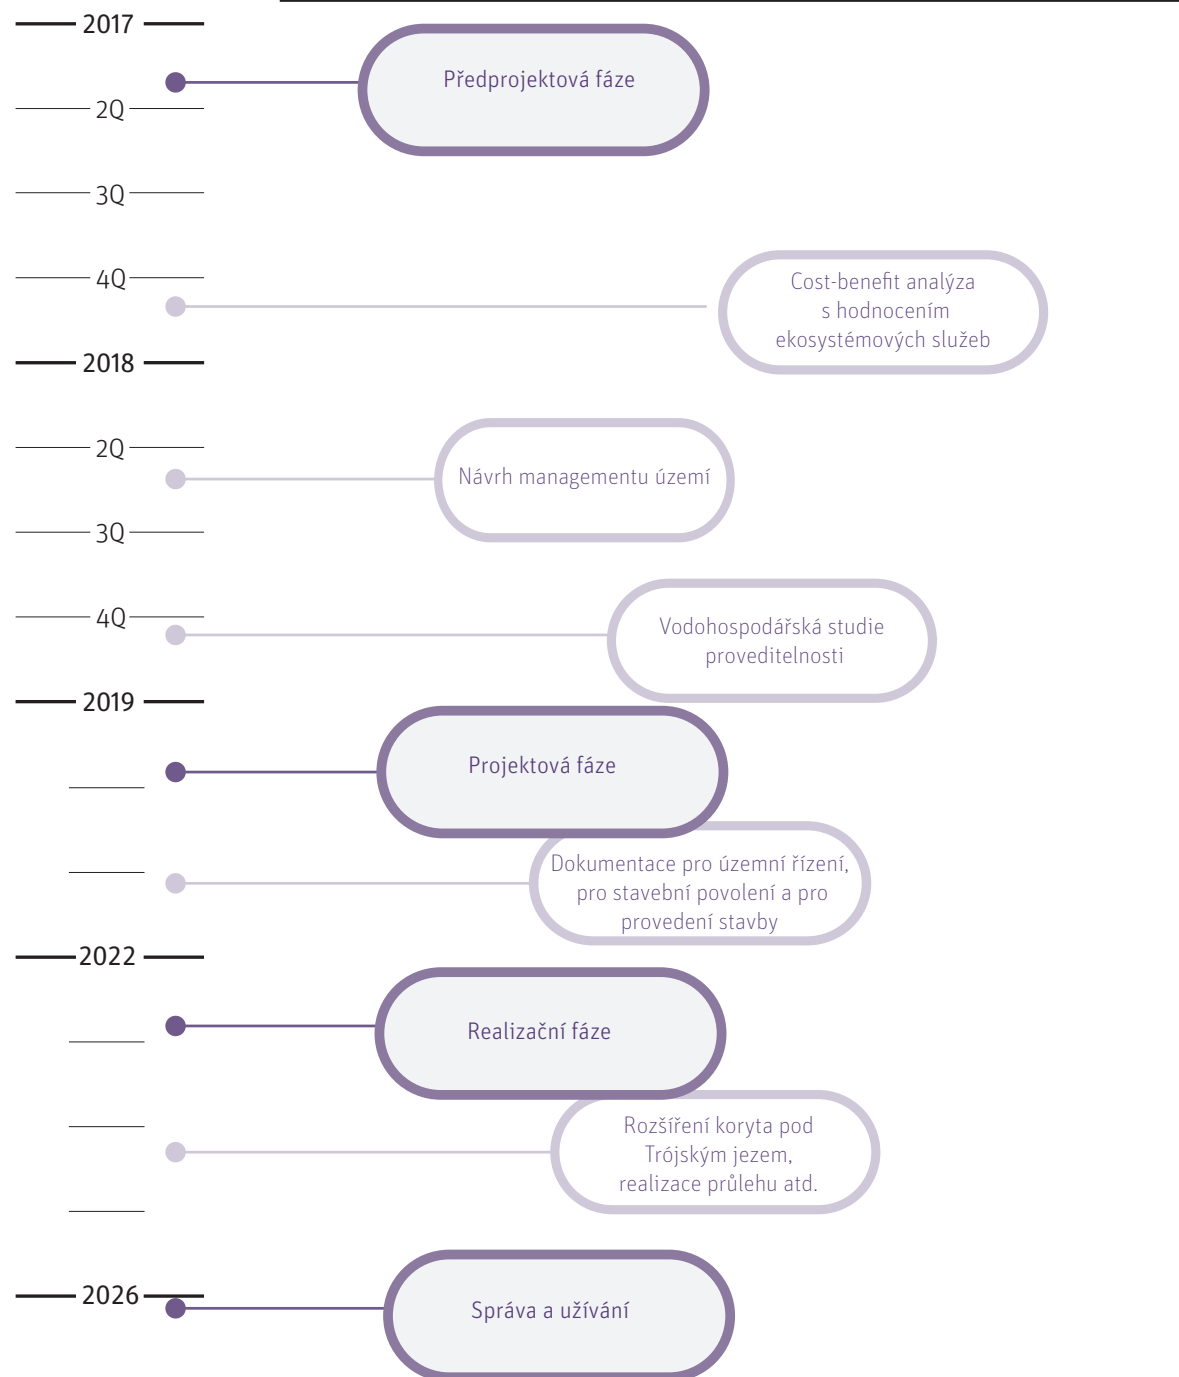 2017
Předprojektová fáze
2Q
3Q
4Q
Cost-benefit analýza
s hodnocením
ekosystémových služeb
2018
2Q
Návrh managementu území
3Q
4Q
Vodohospodářská studie
proveditelnosti
2019
Projektová fáze
Dokumentace pro územní řízení,
pro stavební povolení a pro
provedení stavby
2022
Realizační fáze
Rozšíření koryta pod
Trójským jezem,
realizace průlehu atd.
2026
Správa a užívání